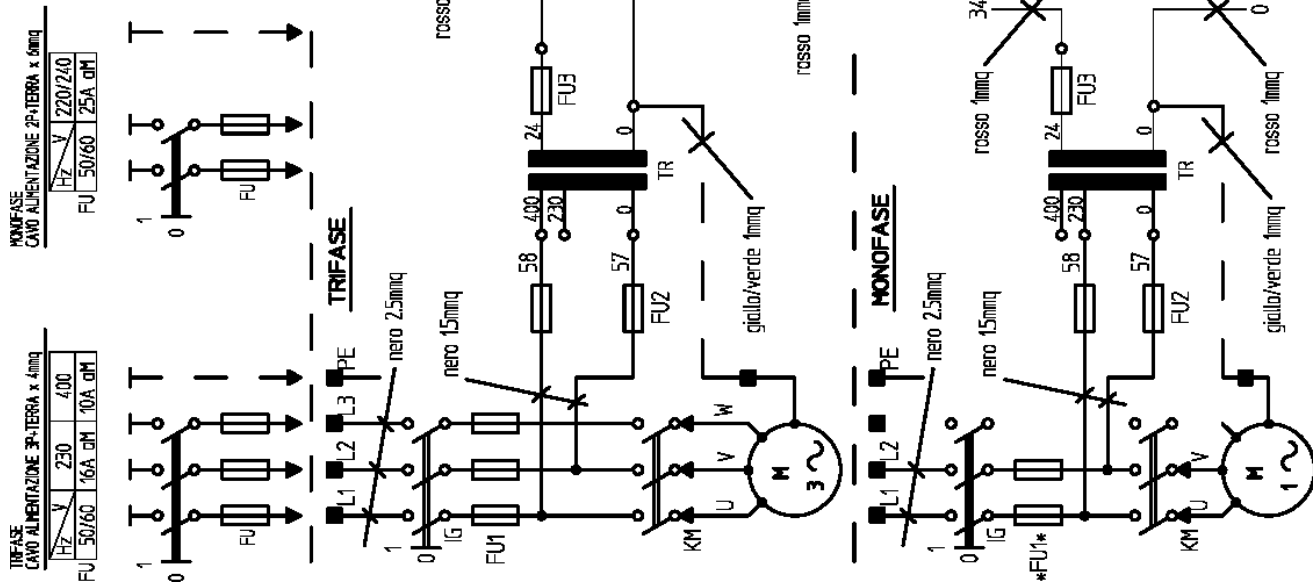 TRIFASE
CAVO ALIMENTAZIONE 3P+TERRA x 4mmq
Hz V 230 400
FU 50/60 16A aM 10A aM
1
0
FU
MONOFASE
CAVO ALIMENTAZIONE 2P+TERRA x 6mmq
Hz V 220/240
FU 50/60 25A aM
1
0
FU
TRIFASE
L1 L2 L3 PE
nero 2.5mmq
1
0
IG
FU1
nero 15mmq
58
57
FU2
400
230
0
TR
24
0
FU3
rosso
rosso 1mm
giallo/verde 1mmq
KM
U V W
M
3 ~
MONOFASE
L1 L2 PE
nero 2.5mmq
1
0
IG
*FU1*
nero 15mmq
58
57
FU2
400
230
0
TR
24
0
FU3
34
0
rosso 1mmq
rosso 1mmq
giallo/verde 1mmq
KM
U V
M
1 ~